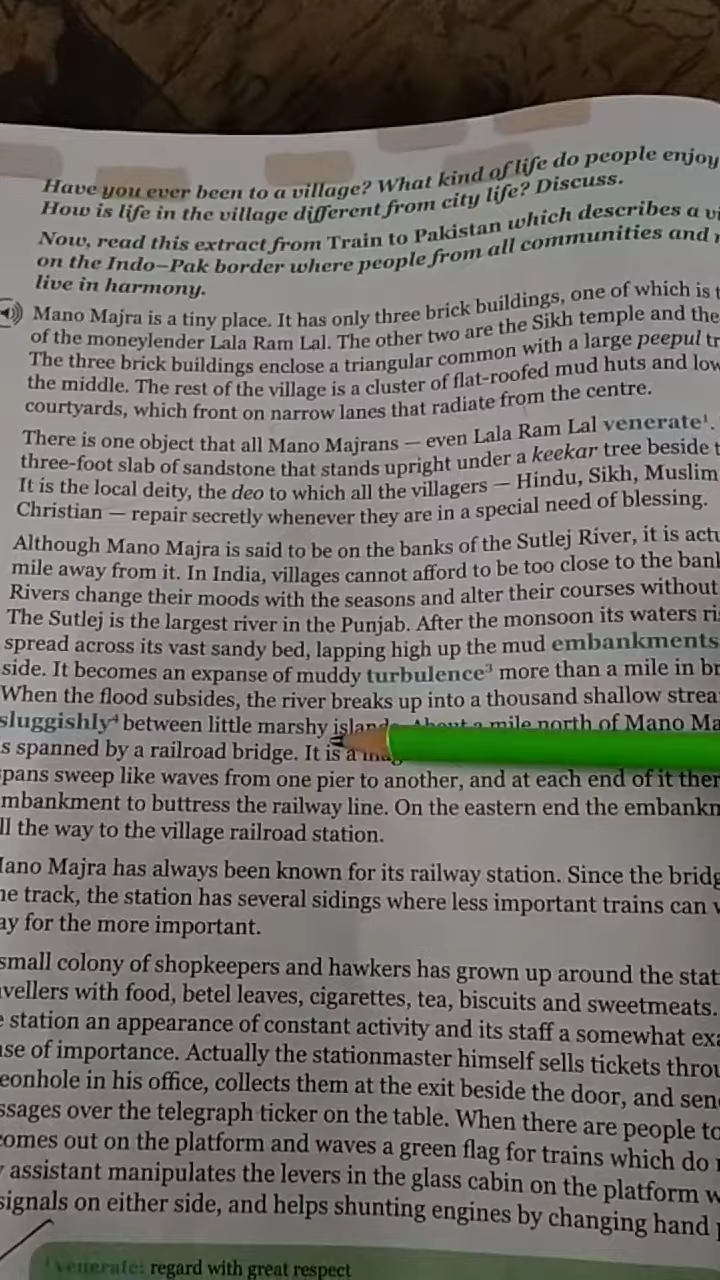 Have you ever been to a village? What kind of life do people enjoy
How is life in the village different from city life? Discuss.
Now, read this extract from Train to Pakistan which describes a
on the Indo–Pak border where people from all communities and
live in harmony.
Mano Majra is a tiny place. It has only three brick buildings, one of which is
of the moneylender Lala Ram Lal. The other two are the Sikh temple and the
The three brick buildings enclose a triangular common with a large peepul
the middle. The rest of the village is a cluster of flat-roofed mud huts and
courtyards, which front on narrow lanes that radiate from the centre.
There is one object that all Mano Majrans — even Lala Ram Lal venerate¹.
three-foot slab of sandstone that stands upright under a keekar tree beside
It is the local deity, the deo to which all the villagers — Hindu, Sikh, Muslim
Christian — repair secretly whenever they are in a special need of blessing.
Although Mano Majra is said to be on the banks of the Sutlej River, it is
mile away from it. In India, villages cannot afford to be too close to the
Rivers change their moods with the seasons and alter their courses without
The Sutlej is the largest river in the Punjab. After the monsoon its waters
spread across its vast sandy bed, lapping high up the mud embankments
side. It becomes an expanse of muddy turbulence³ more than a mile in
When the flood subsides, the river breaks up into a thousand shallow
sluggishly⁴ between little marshy islands. About a mile north of Mano
is spanned by a railroad bridge. It is a
spans sweep like waves from one pier to another, and at each end of it
embankment to buttress the railway line. On the eastern end the
all the way to the village railroad station.
Mano Majra has always been known for its railway station. Since the
the track, the station has several sidings where less important trains can
way for the more important.
small colony of shopkeepers and hawkers has grown up around the
travellers with food, betel leaves, cigarettes, tea, biscuits and sweetmeats.
station an appearance of constant activity and its staff a somewhat
sense of importance. Actually the stationmaster himself sells tickets
pigeonhole in his office, collects them at the exit beside the door, and
messages over the telegraph ticker on the table. When there are people
comes out on the platform and waves a green flag for trains which do
assistant manipulates the levers in the glass cabin on the platform
signals on either side, and helps shunting engines by changing hand
¹venerate: regard with great respect